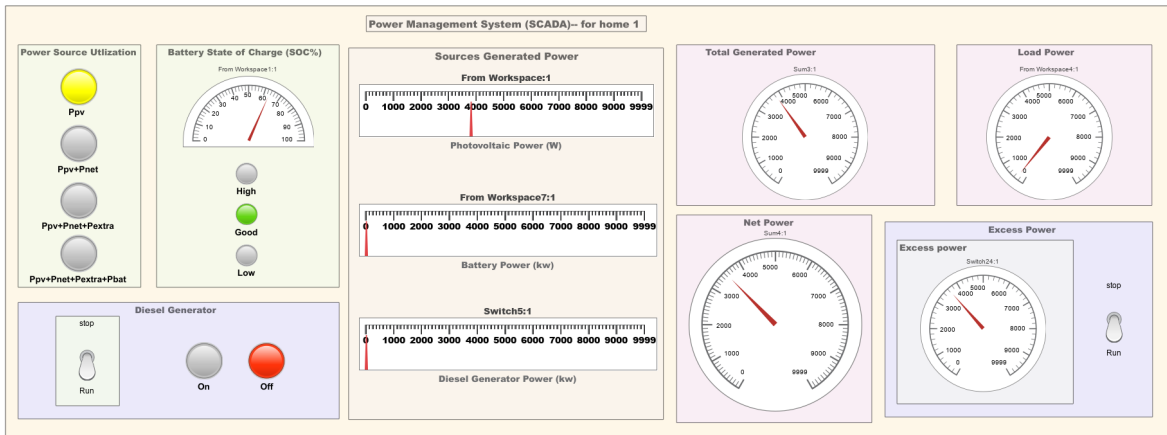 Power Management System (SCADA)-- for home 1
Power Source Utlization
Ppv
Ppv+Pnet
Ppv+Pnet+Pextra
Ppv+Pnet+Pextra+Pbat
Battery State of Charge (SOC%)
From Workspace1:1
0 10 20 30 40 50 60 70 80 90 100
High
Good
Low
Diesel Generator
stop
Run
On
Off
Sources Generated Power
From Workspace:1
0 1000 2000 3000 4000 5000 6000 7000 8000 9000 9999
Photovoltaic Power (W)
From Workspace7:1
0 1000 2000 3000 4000 5000 6000 7000 8000 9000 9999
Battery Power (kw)
Switch5:1
0 1000 2000 3000 4000 5000 6000 7000 8000 9000 9999
Diesel Generator Power (kw)
Total Generated Power
Sum3:1
0 1000 2000 3000 4000 5000 6000 7000 8000 9000 9999
Load Power
From Workspace4:1
0 1000 2000 3000 4000 5000 6000 7000 8000 9000 9999
Net Power
Sum4:1
0 1000 2000 3000 4000 5000 6000 7000 8000 9000 9999
Excess Power
Excess power
Switch24:1
0 1000 2000 3000 4000 5000 6000 7000 8000 9000 9999
stop
Run